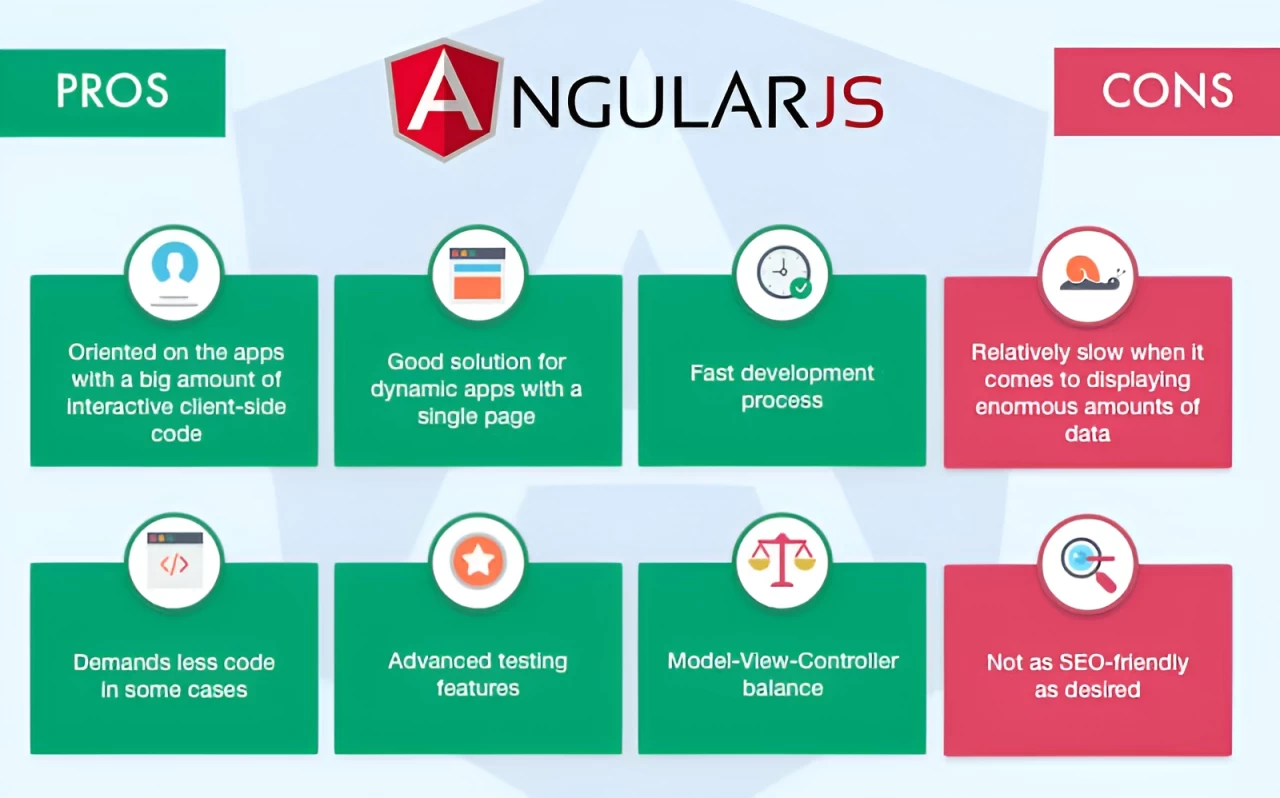 PROS
ANGULARJS
CONS
Oriented on the apps
with a big amount of
interactive client-side
code
Good solution for
dynamic apps with a
single page
Fast development
process
Relatively slow when it
comes to displaying
enormous amounts of
data
</>
Demands less code
in some cases
Advanced testing
features
Model-View-Controller
balance
Not as SEO-friendly
as desired